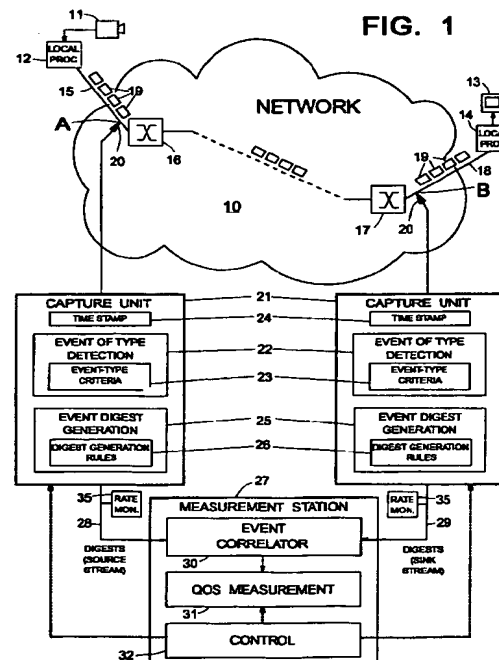 FIG. 1
11
12
LOCAL
PROC
15
19
A
20
16
NETWORK
10
13
14
LOCAL
PROC
19
18
17
B
20
CAPTURE UNIT
21
CAPTURE UNIT
TIME STAMP
24
TIME STAMP
EVENT OF TYPE
DETECTION
22
EVENT OF TYPE
DETECTION
EVENT-TYPE
CRITERIA
23
EVENT-TYPE
CRITERIA
EVENT DIGEST
GENERATION
25
EVENT DIGEST
GENERATION
DIGEST GENERATION
RULES
26
DIGEST GENERATION
RULES
35
RATE
MON.
28
27
MEASUREMENT STATION
RATE
MON.
35
29
DIGESTS
(SOURCE
STREAM)
EVENT
CORRELATOR
30
DIGESTS
(SINK
STREAM)
QOS MEASUREMENT
31
CONTROL
32